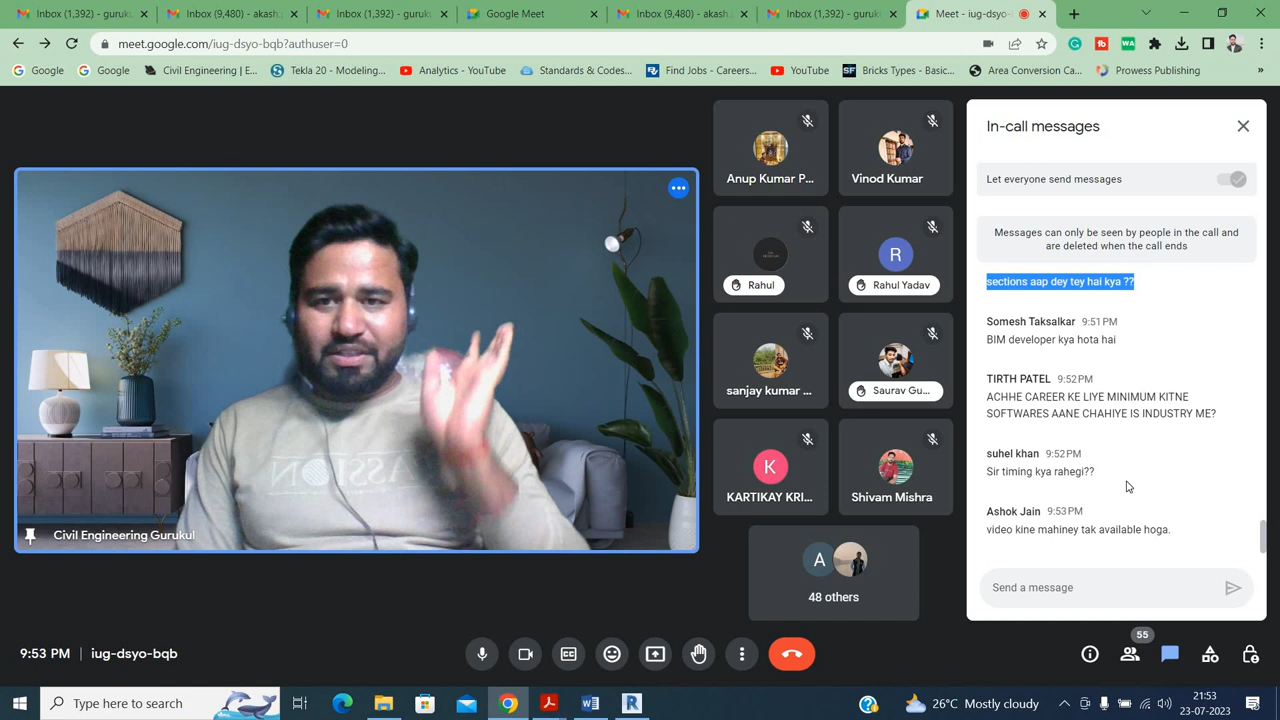 Inbox (1,392) - guruku
Inbox (9,480) - akash.
Inbox (1,392) - guruku
Google Meet
Inbox (9,480) - akash.p
Inbox (1,392) - guruku
Meet - iug-dsyo-
meet.google.com/iug-dsyo-bqb?authuser=0
Google
Google
Civil Engineering | E...
Tekla 20 - Modeling...
Analytics - YouTube
Standards & Codes...
Find Jobs - Careers...
YouTube
SF
Bricks Types - Basic...
Area Conversion Ca...
Prowess Publishing
»
Civil Engineering Gurukul
Anup Kumar P...
Vinod Kumar
Rahul
R
Rahul Yadav
sanjay kumar ...
Saurav Gu...
K
KARTIKAY KRI...
Shivam Mishra
A
48 others
In-call messages
Let everyone send messages
Messages can only be seen by people in the call and
are deleted when the call ends
sections aap dey tey hai kya ??
Somesh Taksalkar 9:51 PM
BIM developer kya hota hai
TIRTH PATEL 9:52 PM
ACHHE CAREER KE LIYE MINIMUM KITNE
SOFTWARES AANE CHAHIYE IS INDUSTRY ME?
suhel khan 9:52 PM
Sir timing kya rahegi??
Ashok Jain 9:53 PM
video kine mahiney tak available hoga.
Send a message
9:53 PM | iug-dsyo-bqb
55
Type here to search
26°C Mostly cloudy
21:53
23-07-2023